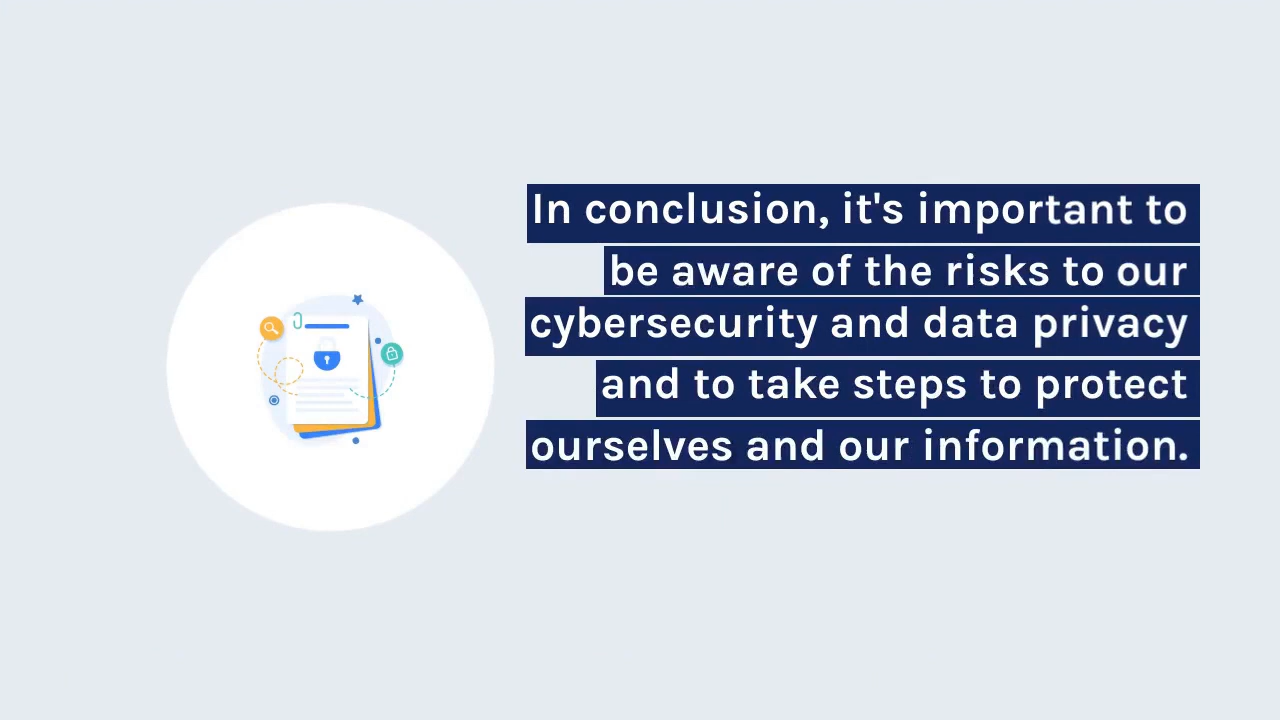 In conclusion, it's important to
be aware of the risks to our
cybersecurity and data privacy
and to take steps to protect
ourselves and our information.